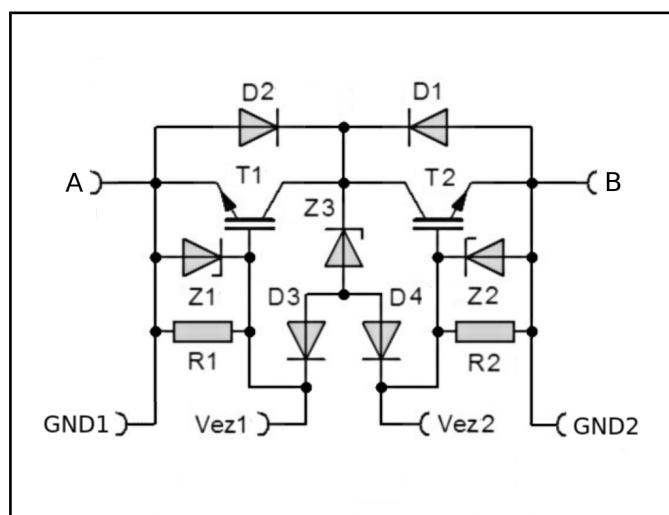 D2 D1
A T1 T2 B
Z3
Z1 D3 D4 Z2
R1 R2
GND1 Vez1 Vez2 GND2